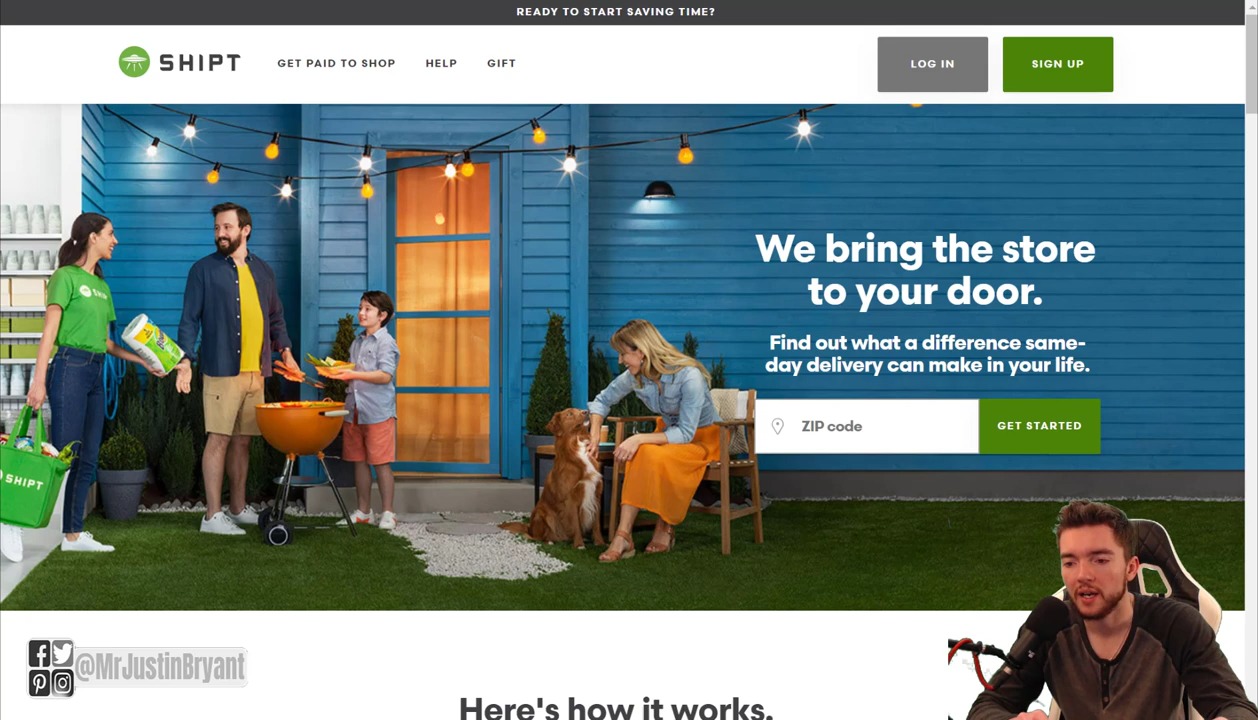 READY TO START SAVING TIME?
SHIPT
GET PAID TO SHOP
HELP
GIFT
LOG IN
SIGN UP
We bring the store
to your door.
Find out what a difference same-
day delivery can make in your life.
ZIP code
GET STARTED
SHIPT
@MrJustinBryant
Here's how it works.